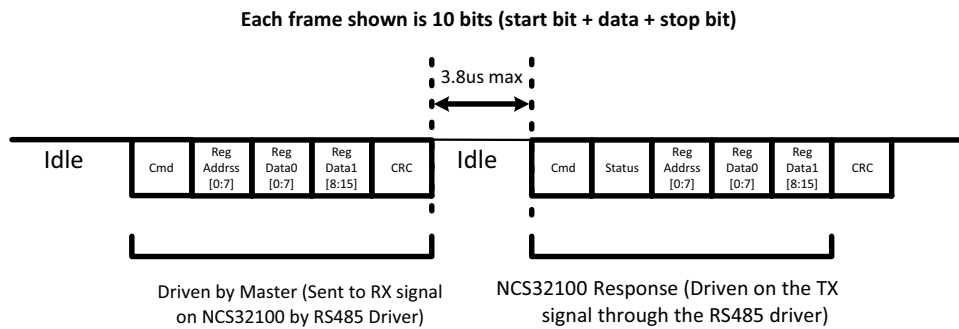 Each frame shown is 10 bits (start bit + data + stop bit)
3.8us max
Idle
Cmd
Reg
Addrss
[0:7]
Reg
Data0
[0:7]
Reg
Data1
[8:15]
CRC
Idle
Cmd
Status
Reg
Addrss
[0:7]
Reg
Data0
[0:7]
Reg
Data1
[8:15]
CRC
Driven by Master (Sent to RX signal
on NCS32100 by RS485 Driver)
NCS32100 Response (Driven on the TX
signal through the RS485 driver)